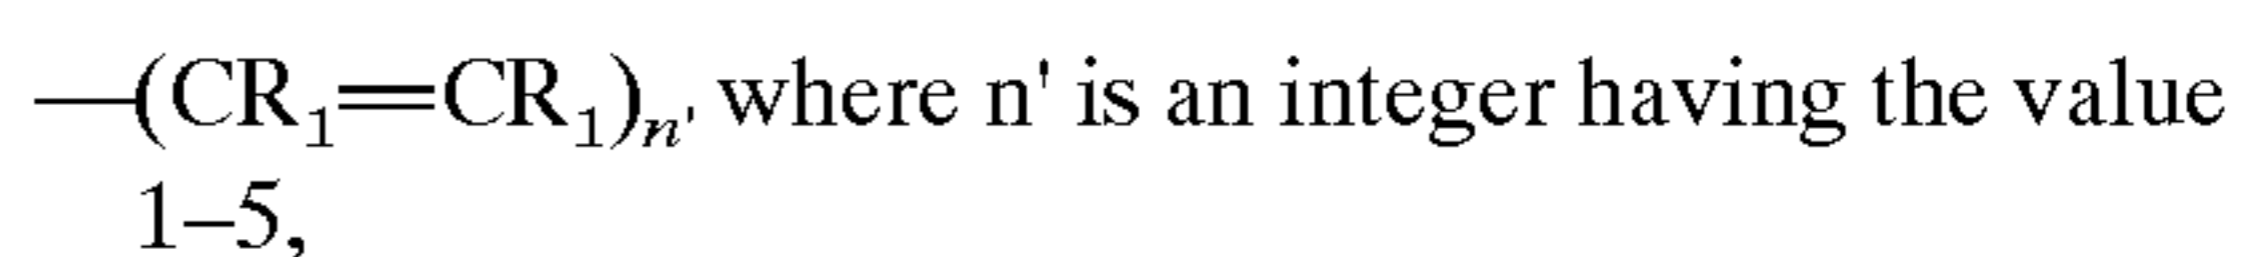 —(CR₁═CR₁)ₙ' where n' is an integer having the value
1–5,